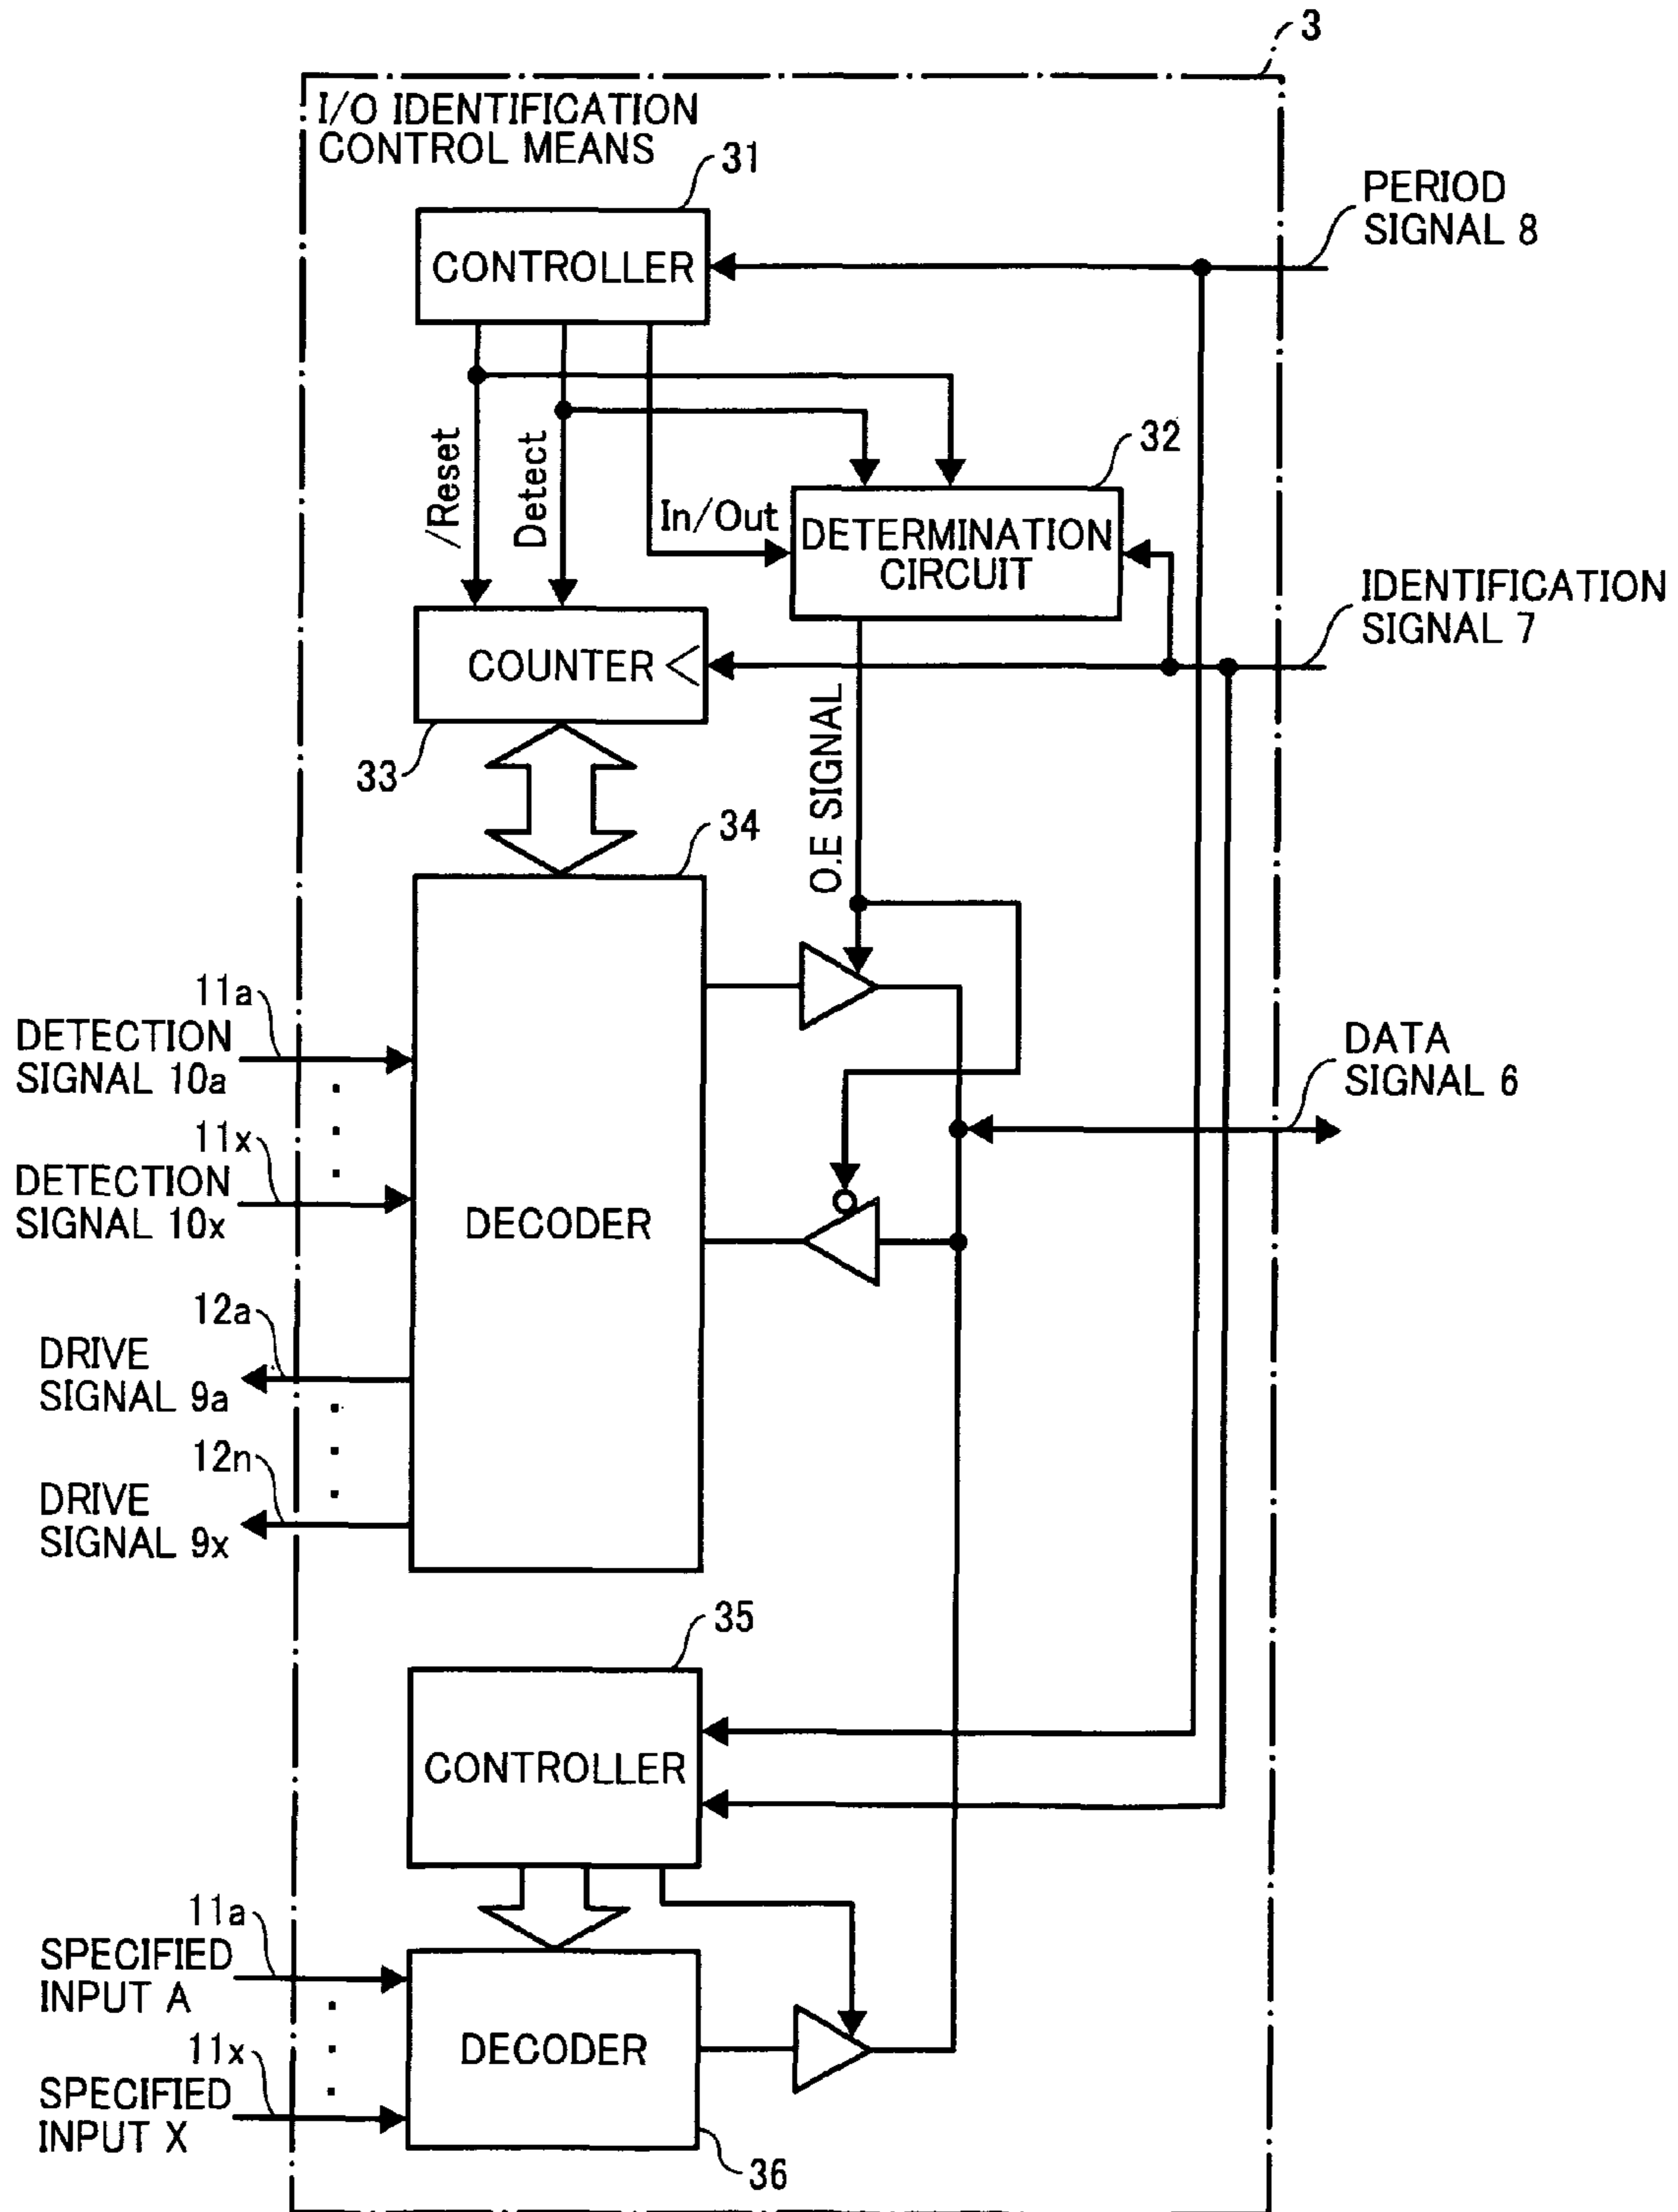 3
I/O IDENTIFICATION
CONTROL MEANS
31
PERIOD
SIGNAL 8
CONTROLLER
/Reset
Detect
In/Out
32
DETERMINATION
CIRCUIT
IDENTIFICATION
SIGNAL 7
COUNTER
33
O.E SIGNAL
34
11a
DETECTION
SIGNAL 10a
DATA
SIGNAL 6
11x
DETECTION
SIGNAL 10x
DECODER
12a
DRIVE
SIGNAL 9a
12n
DRIVE
SIGNAL 9x
35
CONTROLLER
11a
SPECIFIED
INPUT A
DECODER
11x
SPECIFIED
INPUT X
36